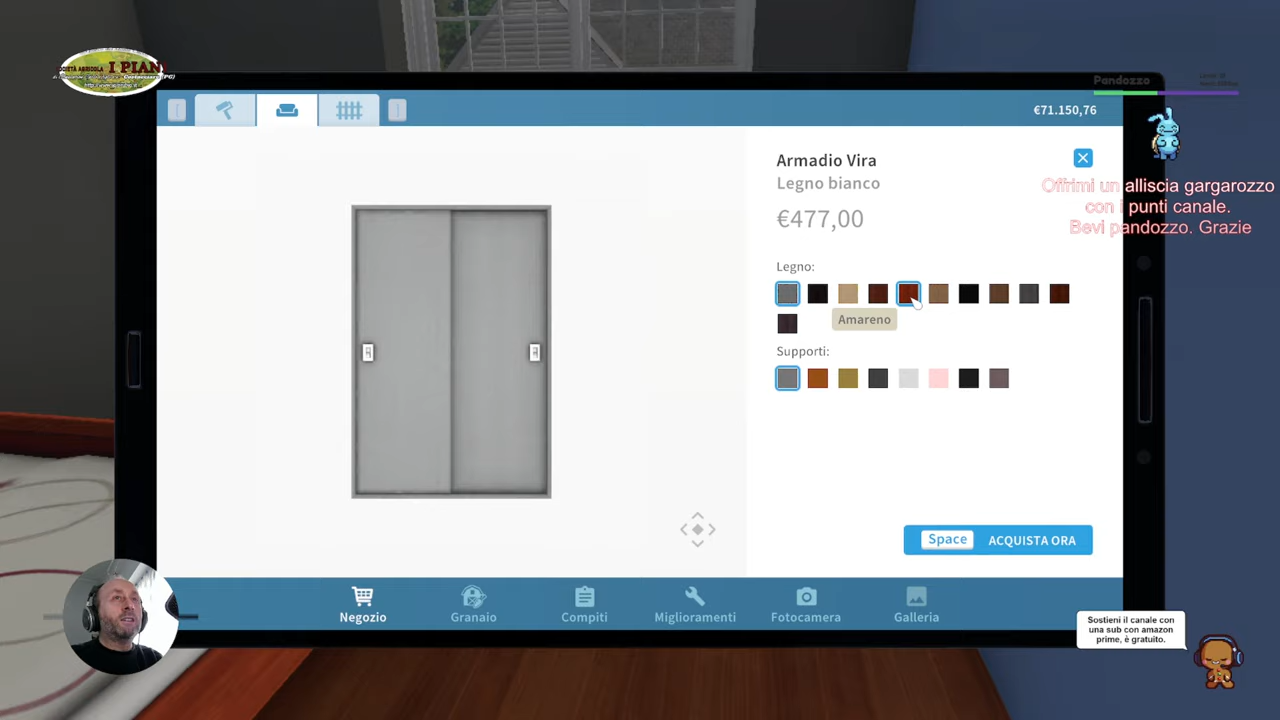 SOCIETÀ AGRICOLA I PIANI
Pandozzo
€71.150,76
Armadio Vira
Legno bianco
€477,00
Offrimi un alliscia gargarozzo
con i punti canale.
Bevi pandozzo. Grazie
Legno:
Amareno
Supporti:
Space ACQUISTA ORA
Negozio
Granaio
Compiti
Miglioramenti
Fotocamera
Galleria
Sostieni il canale con
una sub con amazon
prime, è gratuito.